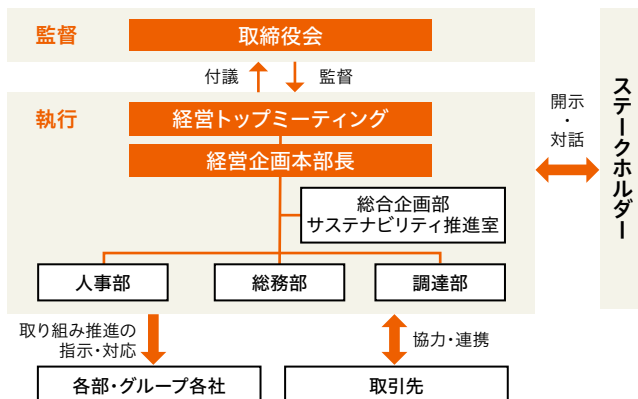 監督
取締役会
付議
監督
執行
経営トップミーティング
経営企画本部長
総合企画部
サステナビリティ推進室
人事部
総務部
調達部
取り組み推進の
指示・対応
協力・連携
各部・グループ各社
取引先
開示
・
対話
ステークホルダー